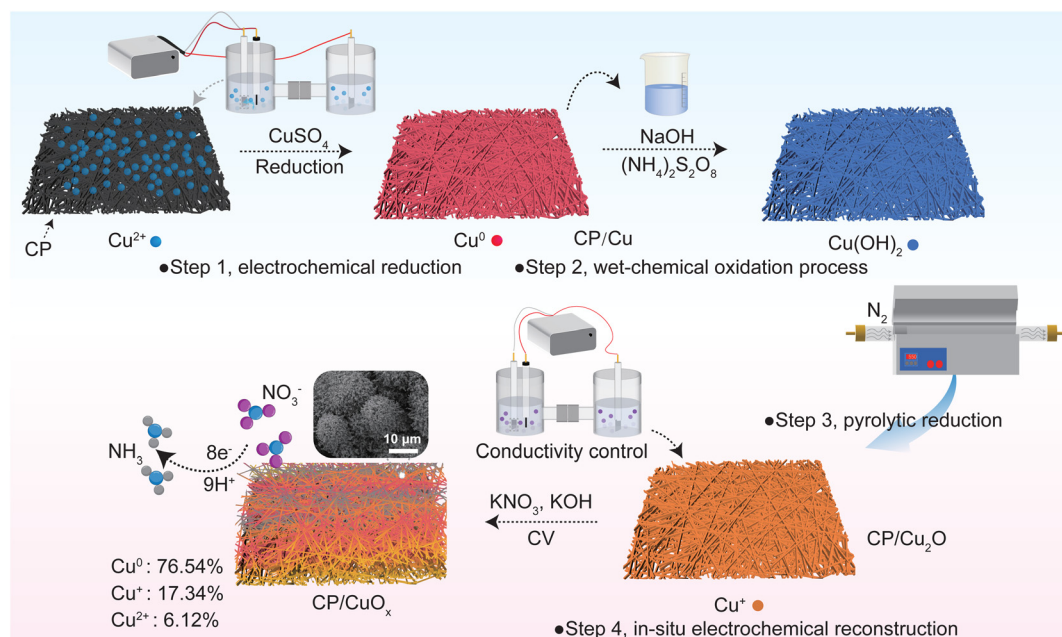 CuSO₄
Reduction
NaOH
(NH₄)₂S₂O₈
CP
Cu²⁺
Cu⁰
CP/Cu
Cu(OH)₂
●Step 1, electrochemical reduction
●Step 2, wet-chemical oxidation process
N₂
●Step 3, pyrolytic reduction
NO₃⁻
NH₃
8e⁻
9H⁺
10 μm
Conductivity control
KNO₃, KOH
CV
CP/Cu₂O
Cu⁰ : 76.54%
Cu⁺ : 17.34%
Cu²⁺ : 6.12%
CP/CuOₓ
Cu⁺
●Step 4, in-situ electrochemical reconstruction